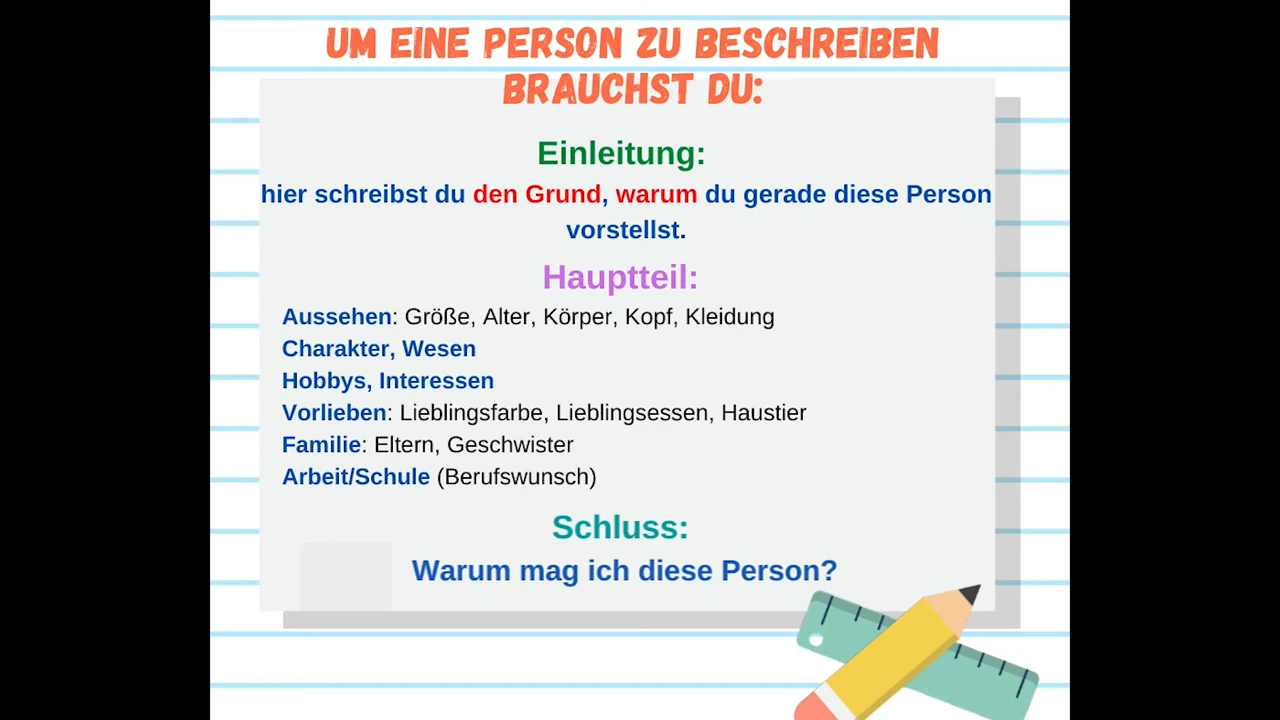 UM EINE PERSON ZU BESCHREIBEN
BRAUCHST DU:
Einleitung:
hier schreibst du den Grund, warum du gerade diese Person
vorstellst.
Hauptteil:
Aussehen: Größe, Alter, Körper, Kopf, Kleidung
Charakter, Wesen
Hobbys, Interessen
Vorlieben: Lieblingsfarbe, Lieblingsessen, Haustier
Familie: Eltern, Geschwister
Arbeit/Schule (Berufswunsch)
Schluss:
Warum mag ich diese Person?